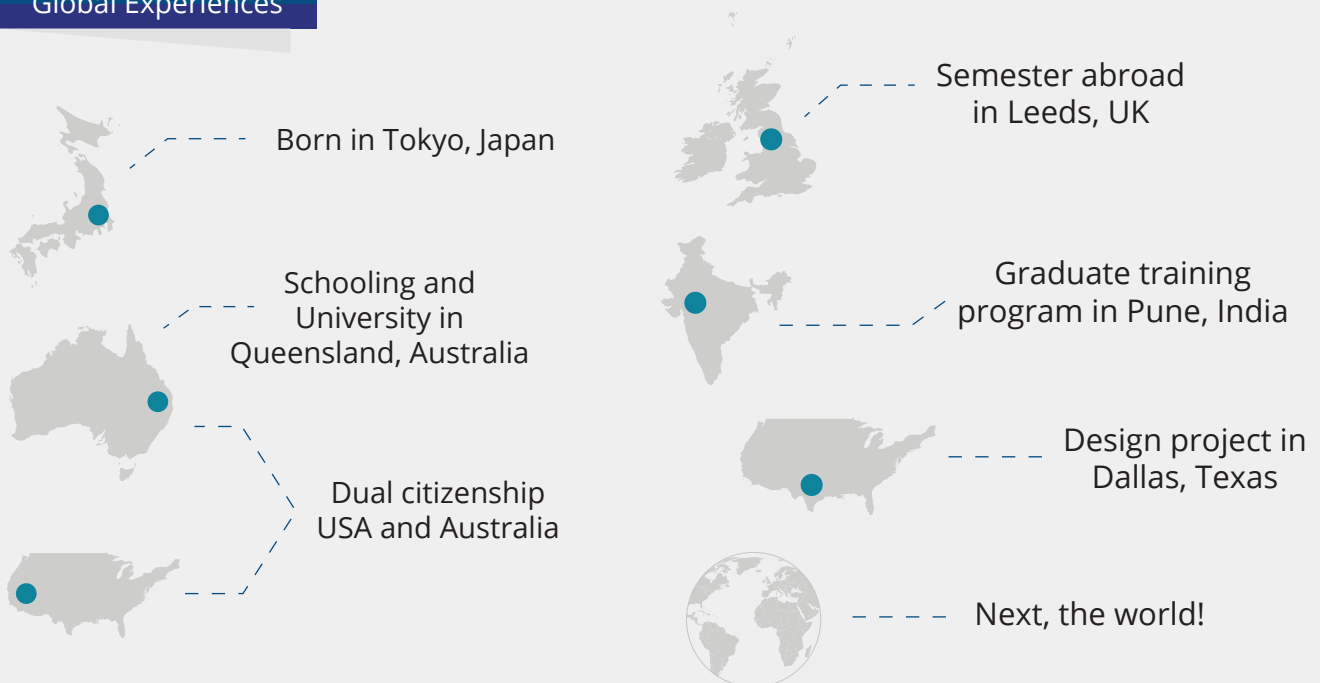 Global Experiences
Born in Tokyo, Japan
Schooling and
University in
Queensland, Australia
Dual citizenship
USA and Australia
Semester abroad
in Leeds, UK
Graduate training
program in Pune, India
Design project in
Dallas, Texas
Next, the world!